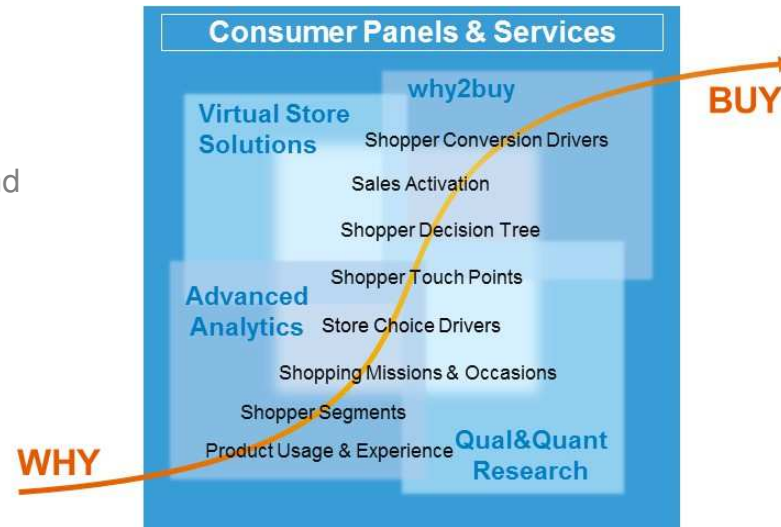 Consumer Panels & Services
why2buy
BUY
Virtual Store
Solutions
Shopper Conversion Drivers
Sales Activation
Shopper Decision Tree
Shopper Touch Points
Advanced
Analytics
Store Choice Drivers
Shopping Missions & Occasions
Shopper Segments
Product Usage & Experience
Qual&Quant
Research
WHY